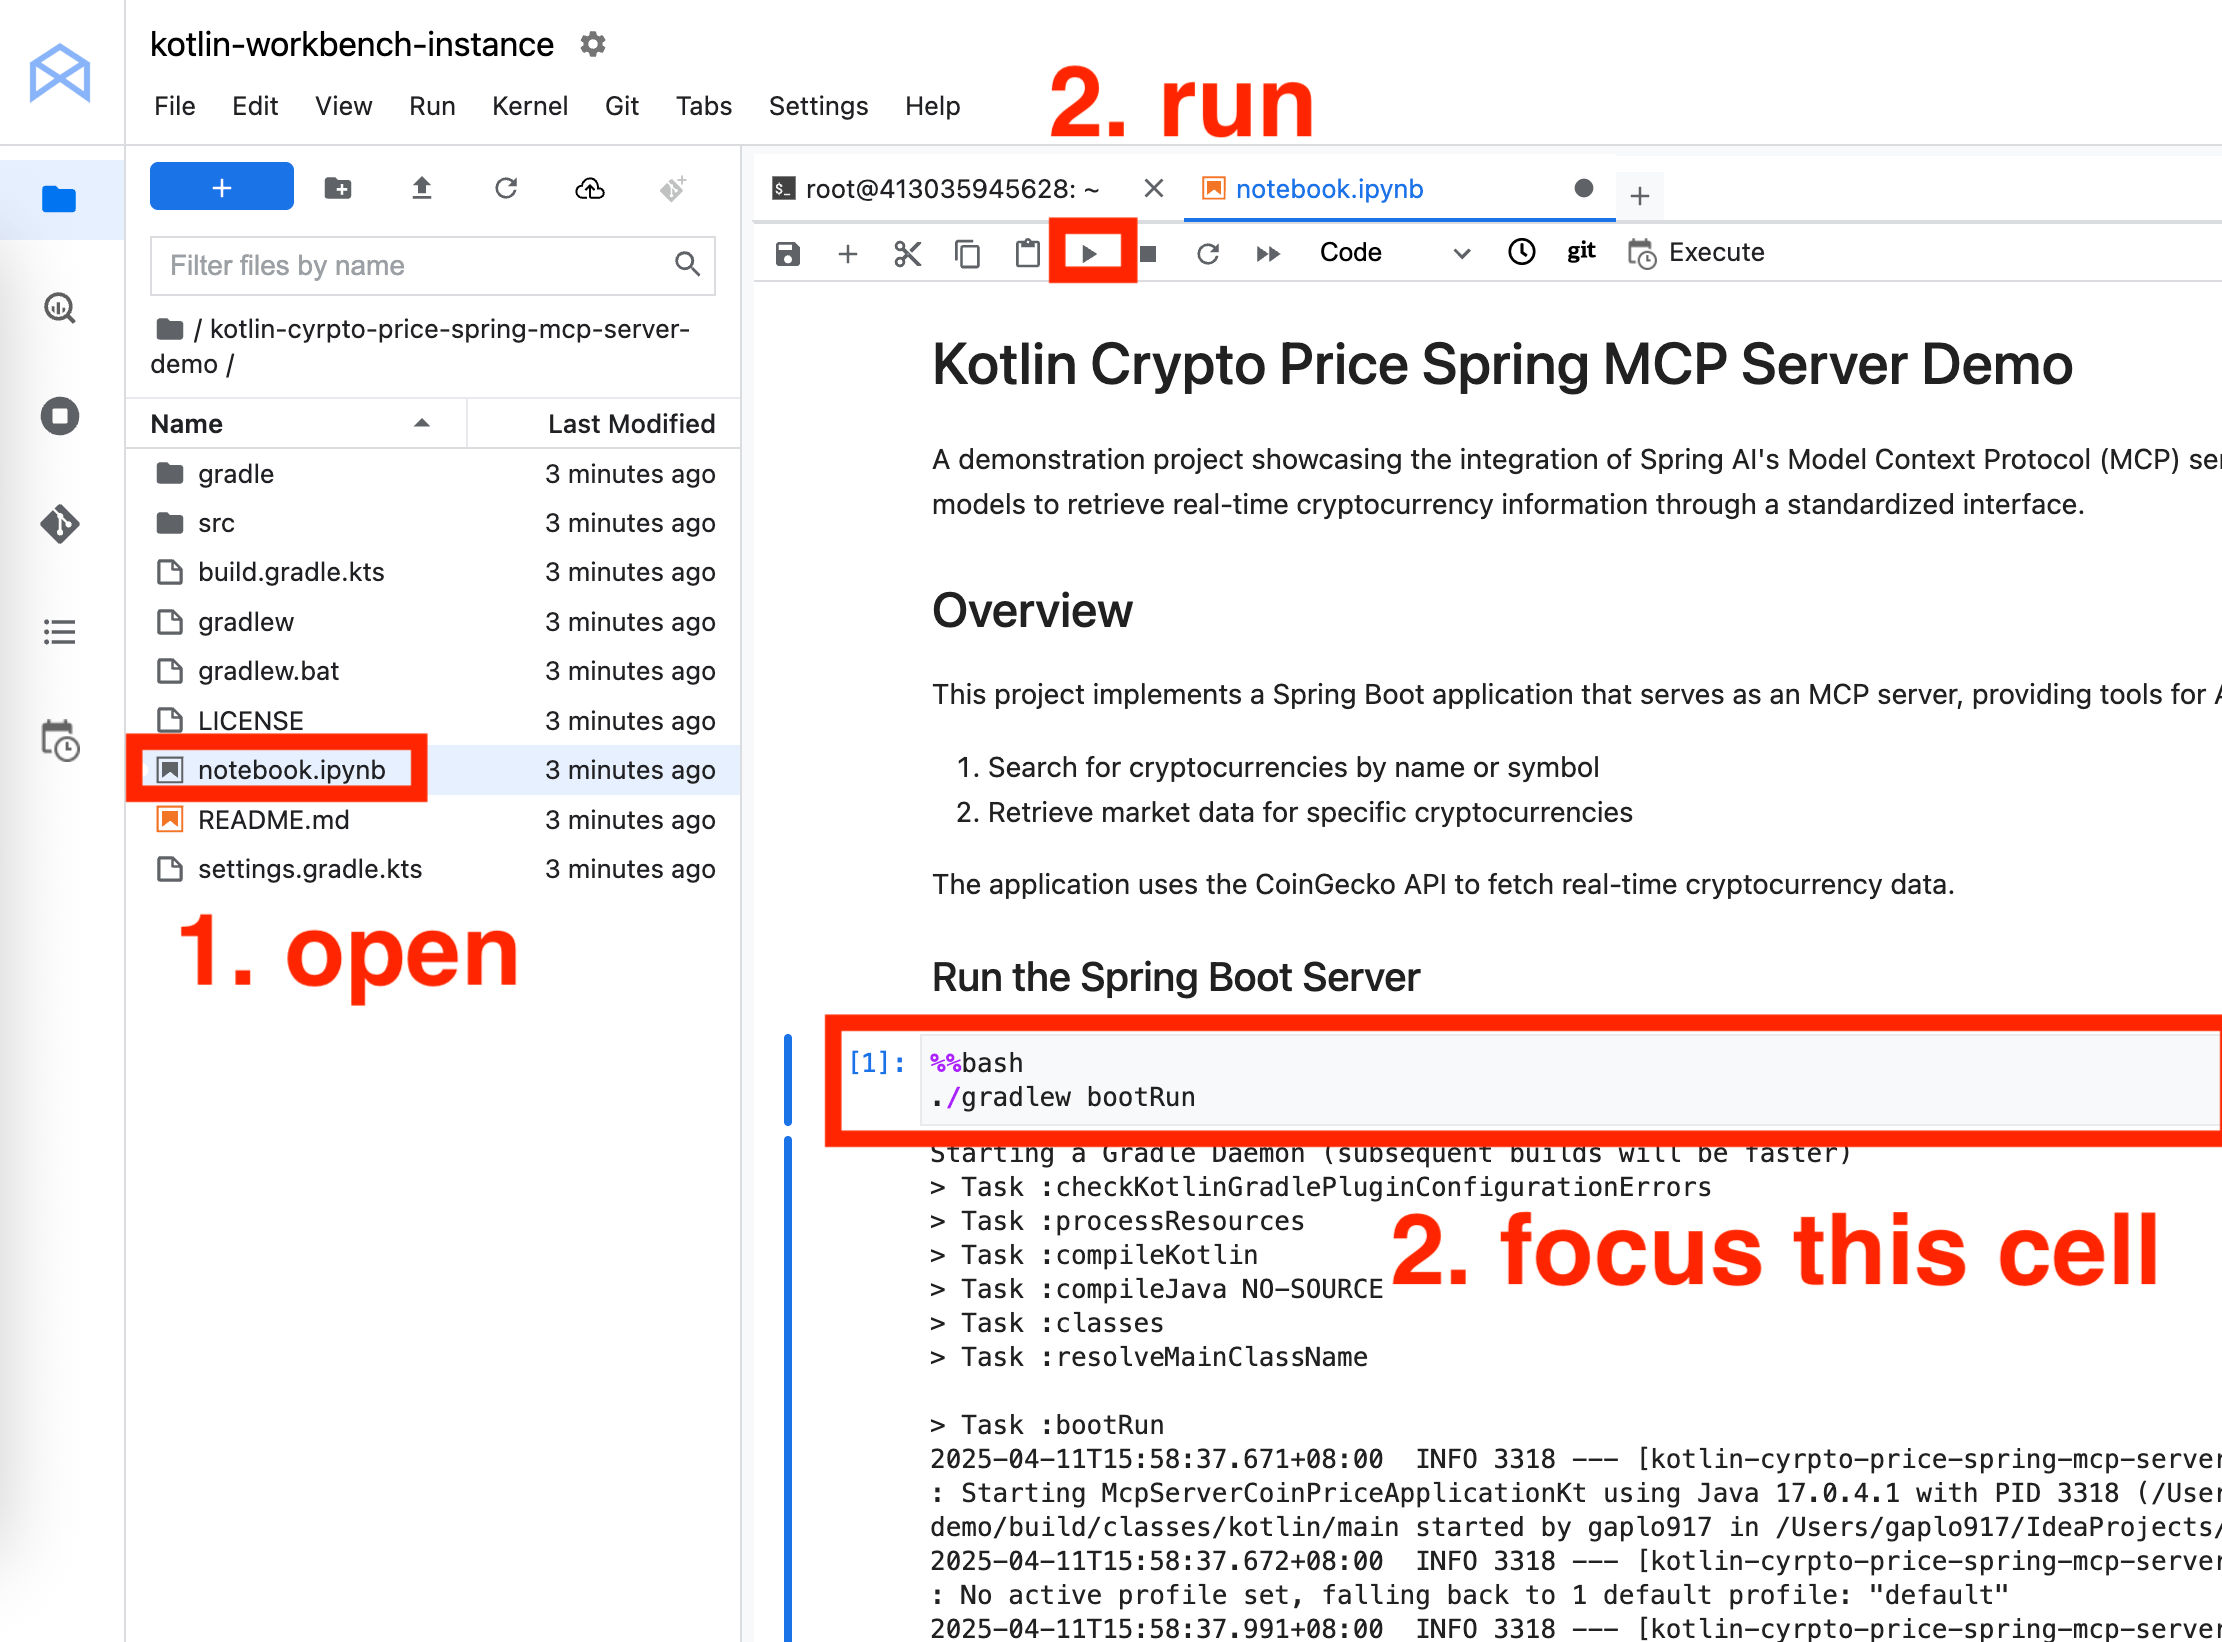 kotlin-workbench-instance
File Edit View Run Kernel Git Tabs Settings Help
2. run
+
Filter files by name
/ kotlin-cyrpto-price-spring-mcp-server-
demo /
Name Last Modified
gradle 3 minutes ago
src 3 minutes ago
build.gradle.kts 3 minutes ago
gradlew 3 minutes ago
gradlew.bat 3 minutes ago
LICENSE 3 minutes ago
notebook.ipynb 3 minutes ago
README.md 3 minutes ago
settings.gradle.kts 3 minutes ago
1. open
root@413035945628: ~ notebook.ipynb
Code git Execute
Kotlin Crypto Price Spring MCP Server Demo
A demonstration project showcasing the integration of Spring AI's Model Context Protocol (MCP)
models to retrieve real-time cryptocurrency information through a standardized interface.
Overview
This project implements a Spring Boot application that serves as an MCP server, providing tools for
1. Search for cryptocurrencies by name or symbol
2. Retrieve market data for specific cryptocurrencies
The application uses the CoinGecko API to fetch real-time cryptocurrency data.
Run the Spring Boot Server
[1]: %%bash
./gradlew bootRun
Starting a Gradle Daemon (subsequent builds will be faster)
> Task :checkKotlinGradlePluginConfigurationErrors
> Task :processResources
> Task :compileKotlin
> Task :compileJava NO-SOURCE
> Task :classes
> Task :resolveMainClassName
2. focus this cell
> Task :bootRun
2025-04-11T15:58:37.671+08:00 INFO 3318 --- [kotlin-cyrpto-price-spring-mcp-server
: Starting McpServerCoinPriceApplicationKt using Java 17.0.4.1 with PID 3318 (/User
demo/build/classes/kotlin/main started by gaplo917 in /Users/gaplo917/IdeaProjects/
2025-04-11T15:58:37.672+08:00 INFO 3318 --- [kotlin-cyrpto-price-spring-mcp-server
: No active profile set, falling back to 1 default profile: "default"
2025-04-11T15:58:37.991+08:00 INFO 3318 --- [kotlin-cyrpto-price-spring-mcp-server